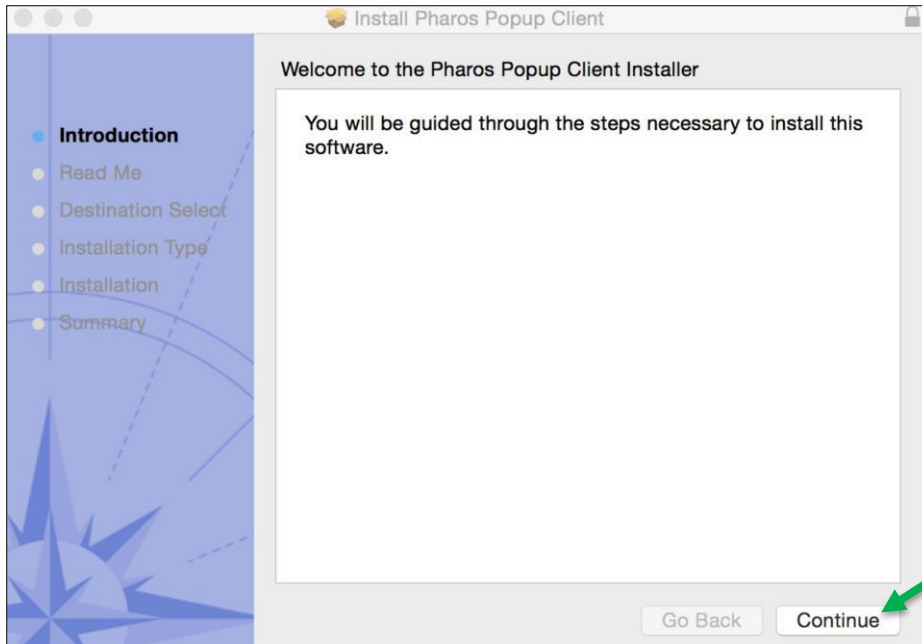 Install Pharos Popup Client
Welcome to the Pharos Popup Client Installer
Introduction
Read Me
Destination Select
Installation Type
Installation
Summary
You will be guided through the steps necessary to install this
software.
Go Back
Continue